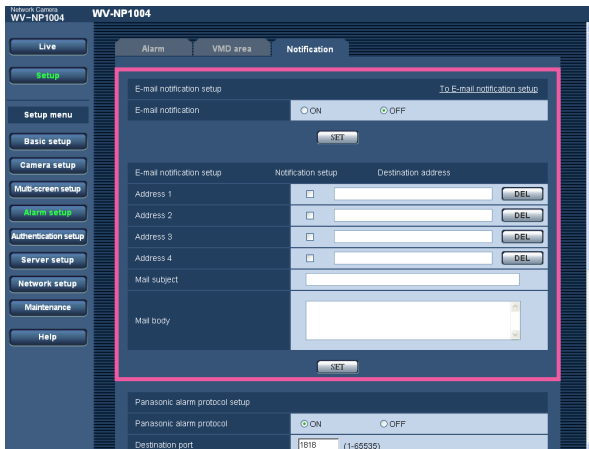 Network Camera
WV-NP1004
WV-NP1004
Live
Setup
Setup menu
Basic setup
Camera setup
Multi-screen setup
Alarm setup
Authentication setup
Server setup
Network setup
Maintenance
Help
Alarm VMD area Notification
E-mail notification setup To E-mail notification setup
E-mail notification ON OFF
SET
E-mail notification setup Notification setup Destination address
Address 1 DEL
Address 2 DEL
Address 3 DEL
Address 4 DEL
Mail subject
Mail body
SET
Panasonic alarm protocol setup
Panasonic alarm protocol ON OFF
Destination port 1818 (1-65535)